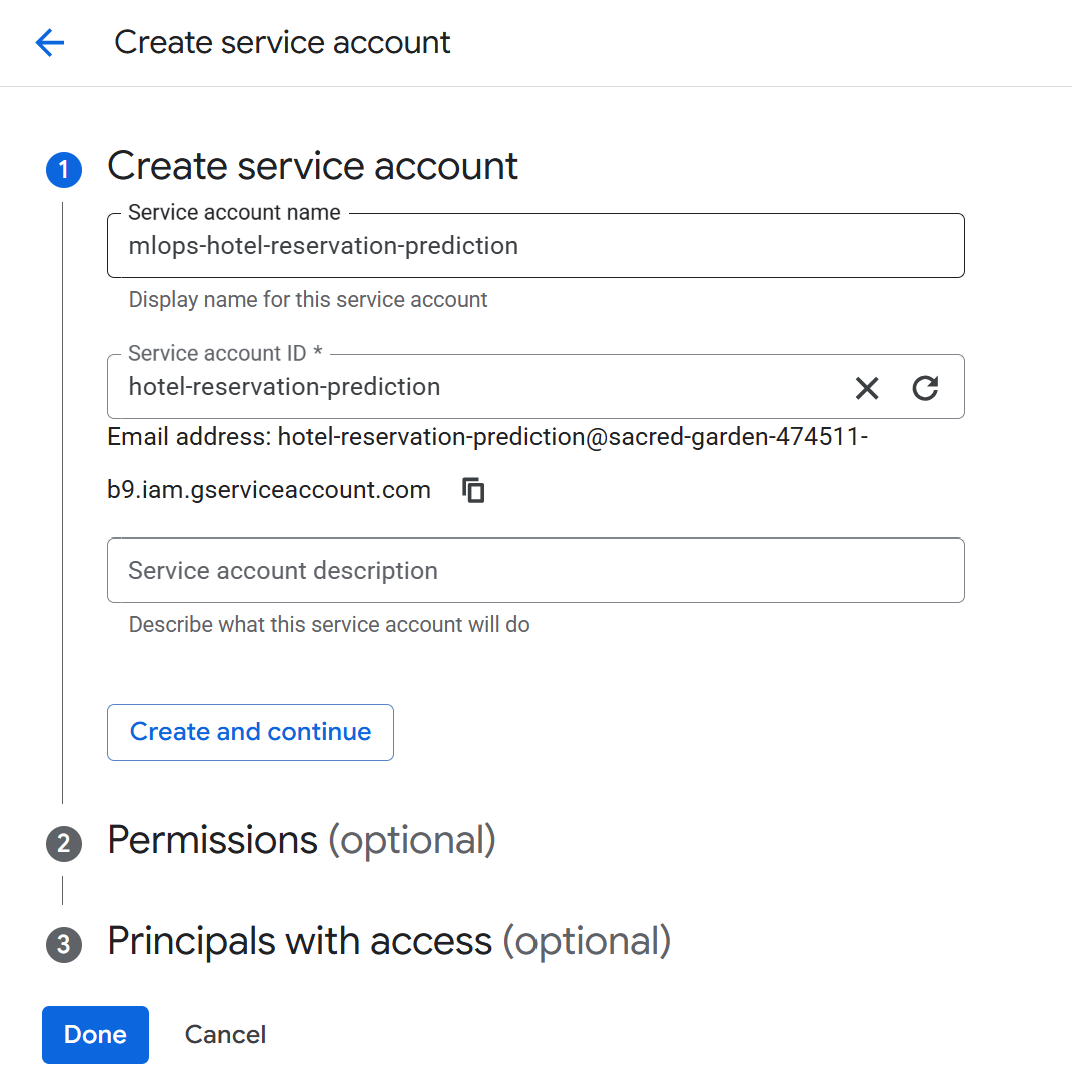 Create service account
1 Create service account
Service account name
mlops-hotel-reservation-prediction
Display name for this service account
Service account ID *
hotel-reservation-prediction
Email address: hotel-reservation-prediction@sacred-garden-474511-
b9.iam.gserviceaccount.com
Service account description
Describe what this service account will do
Create and continue
2 Permissions (optional)
3 Principals with access (optional)
Done Cancel